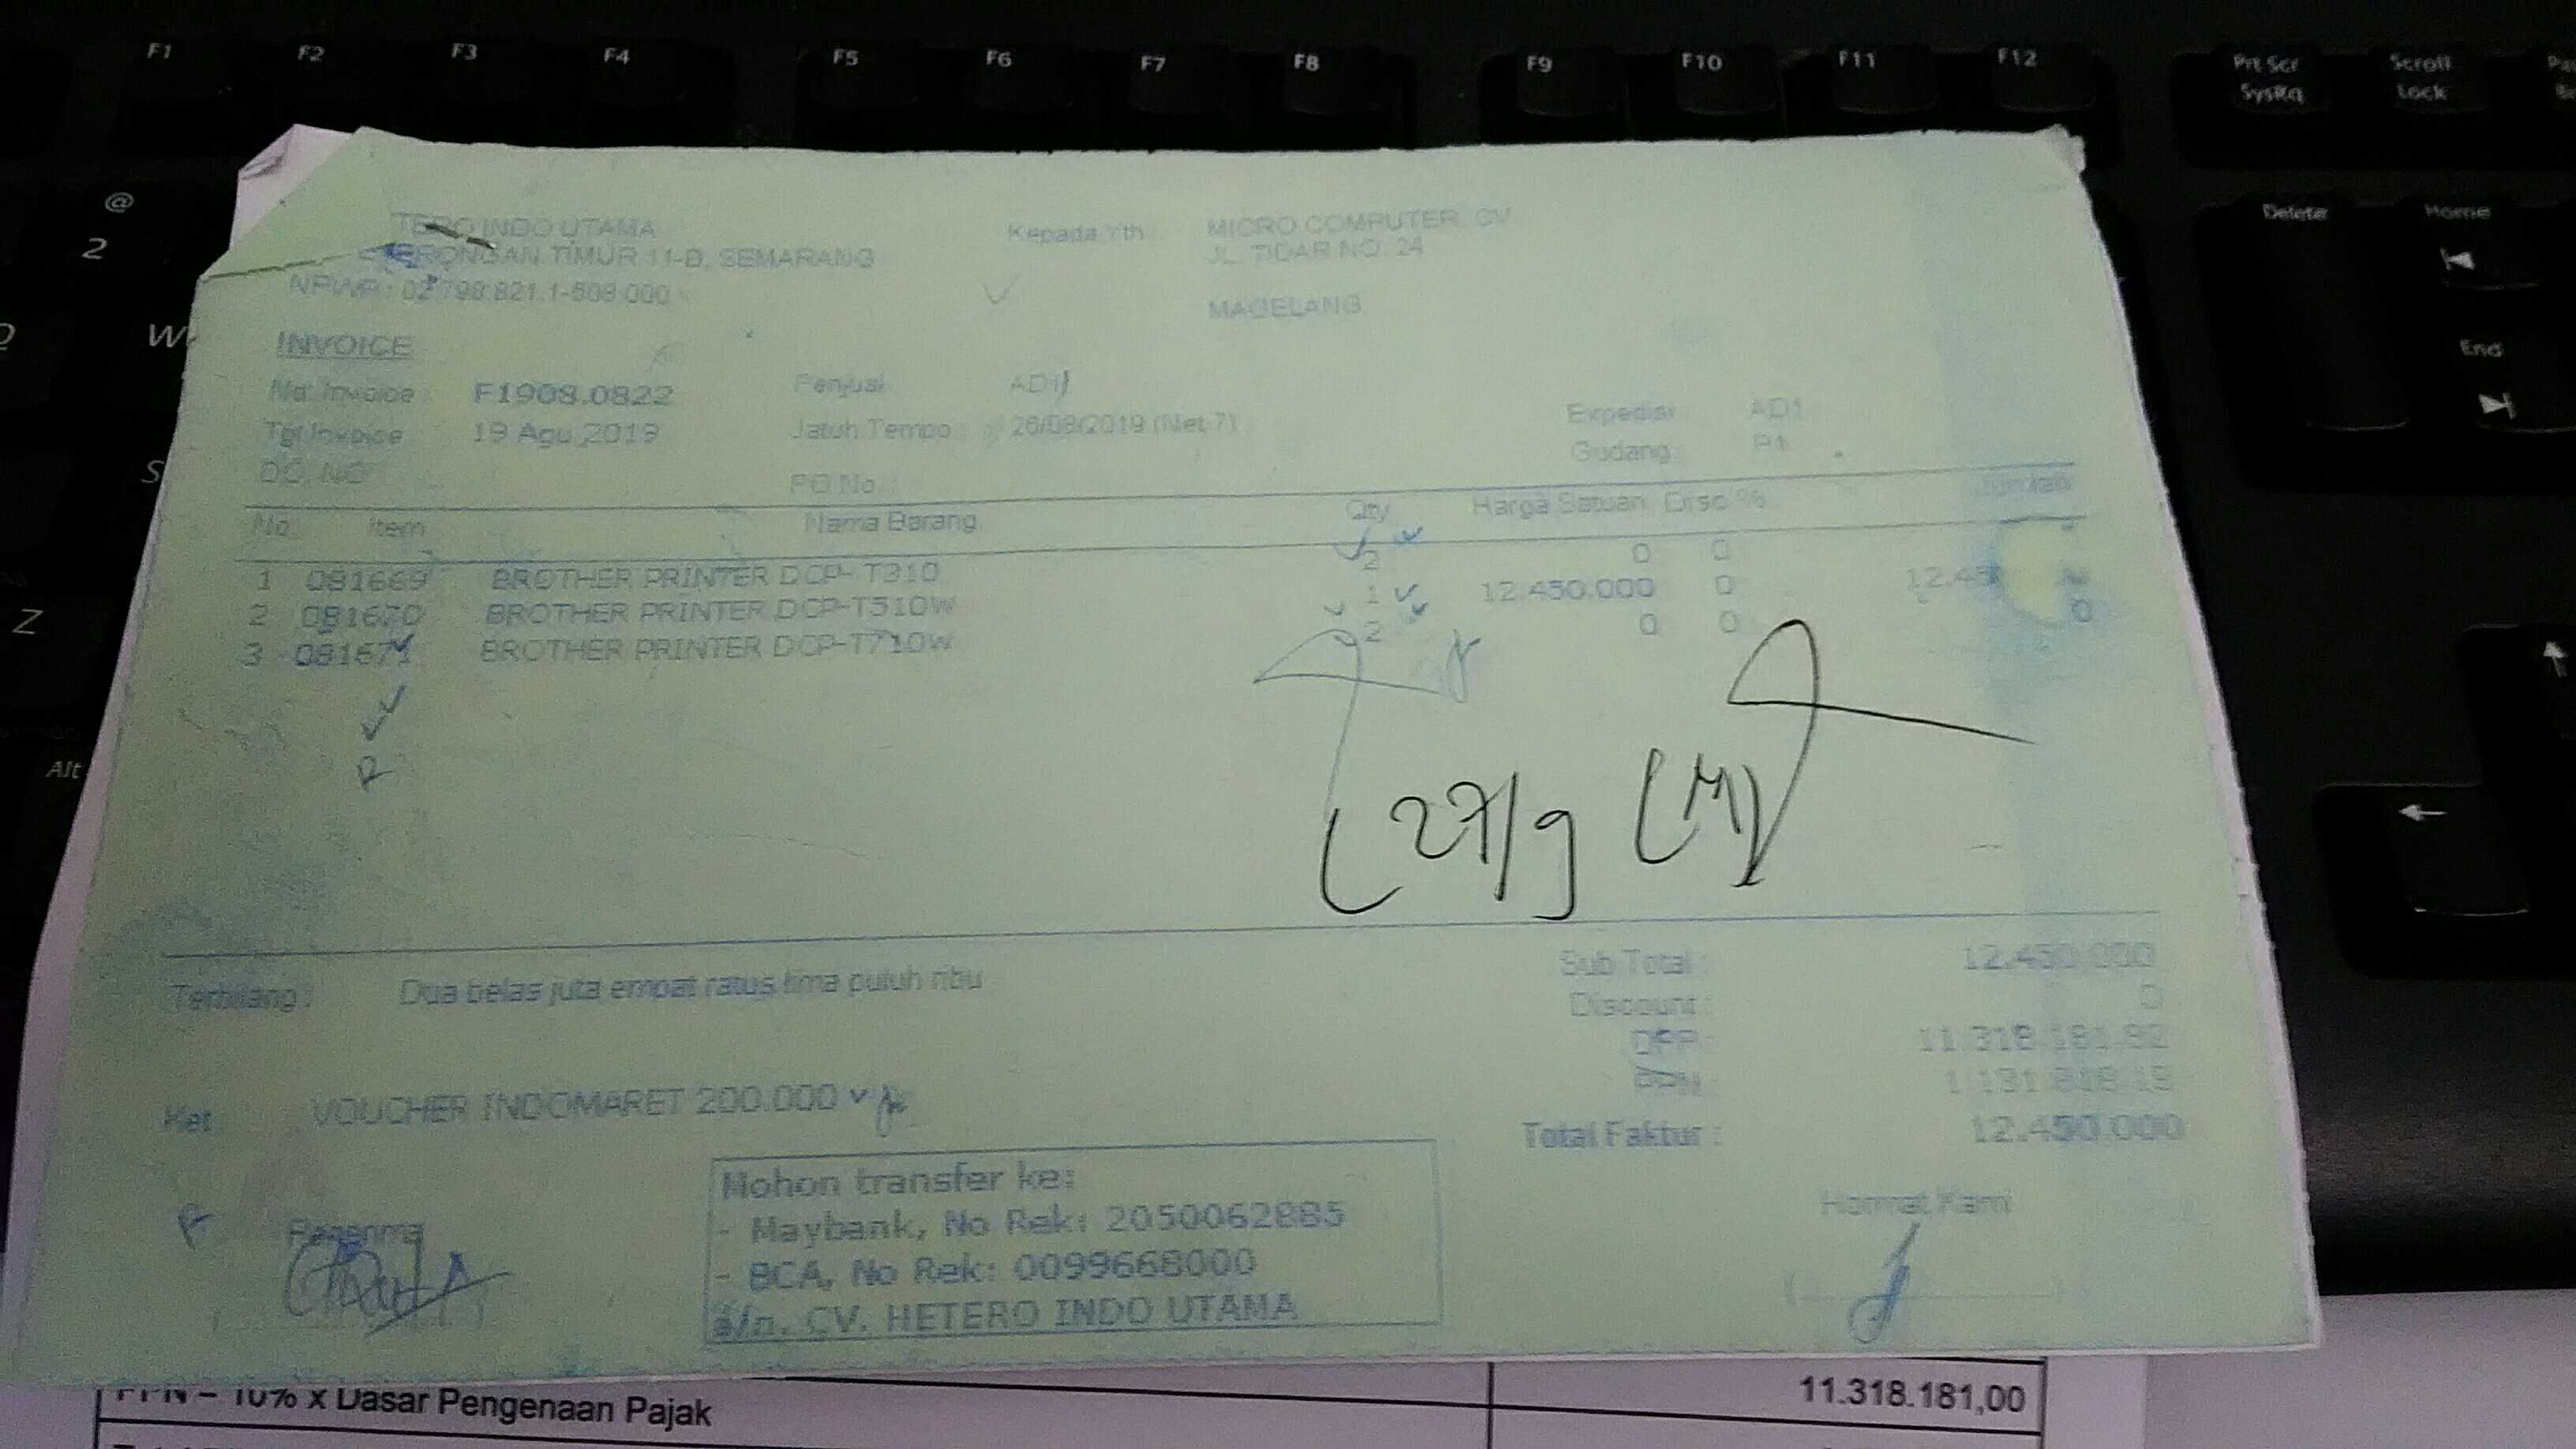 F1 F2 F3 F4 F5 F6 F7 F8 F9 F10 F11 F12 Prt Scr SysRq Scroll Lock
@
2
W
S
Z
Alt
Delete Home
End
INDO UTAMA
TIMUR 11-B, SEMARANG
Kepada Yth MICRO COMPUTER, CV
JL. TIDAR NO. 24
MAGELANG
INVOICE
No. Invoice : F1908.0822
Tgl Invoice 19 Agu 2019
DO. NO
Penjual AD1
Jatuh Tempo : 26/08/2019 (Net 7)
PO No. :
Expedisi AD1
Gudang : P1
No. Item Nama Barang Qty Harga Satuan Disc % Jumlah
1 081669 BROTHER PRINTER DCP-T310 2 0 0
2 081670 BROTHER PRINTER DCP-T510W 1 12.450.000 0
3 081671 BROTHER PRINTER DCP-T710W 2 0 0 0
27/9 (M)
Terbilang : Dua belas juta empat ratus lima puluh ribu
Sub Total : 12.450.000
Discount : 0
DPP : 11.318.181.82
PPN : 1.131.818.18
Total Faktur : 12.450.000
Ket VOUCHER INDOMARET 200.000
Penerima
Mohon transfer ke:
- Maybank, No Rek: 2050062885
- BCA, No Rek: 0099668000
a/n. CV. HETERO INDO UTAMA
Hormat Kami
PPN = 10% x Dasar Pengenaan Pajak 11.318.181,00